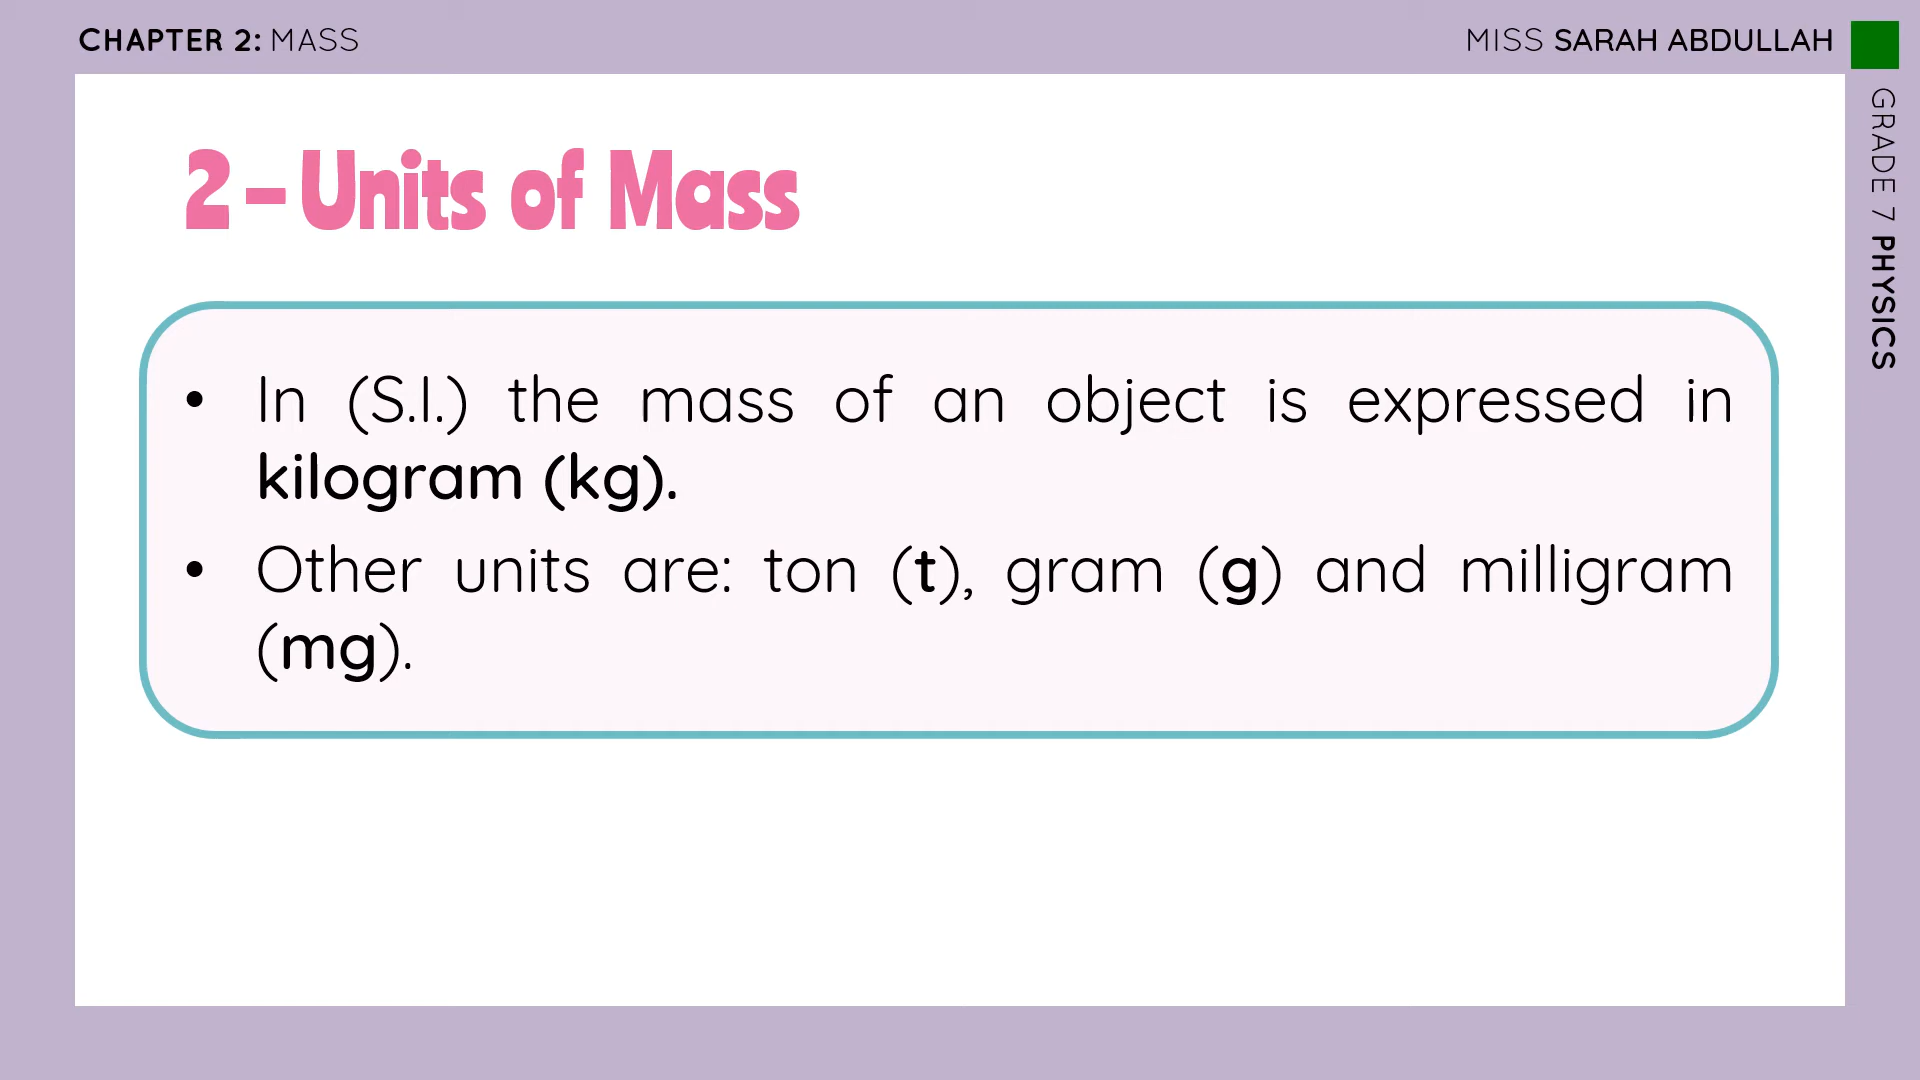 CHAPTER 2: MASS
MISS SARAH ABDULLAH
GRADE 7 PHYSICS
2-Units of Mass
• In (S.I.) the mass of an object is expressed in
kilogram (kg).
• Other units are: ton (t), gram (g) and milligram
(mg).